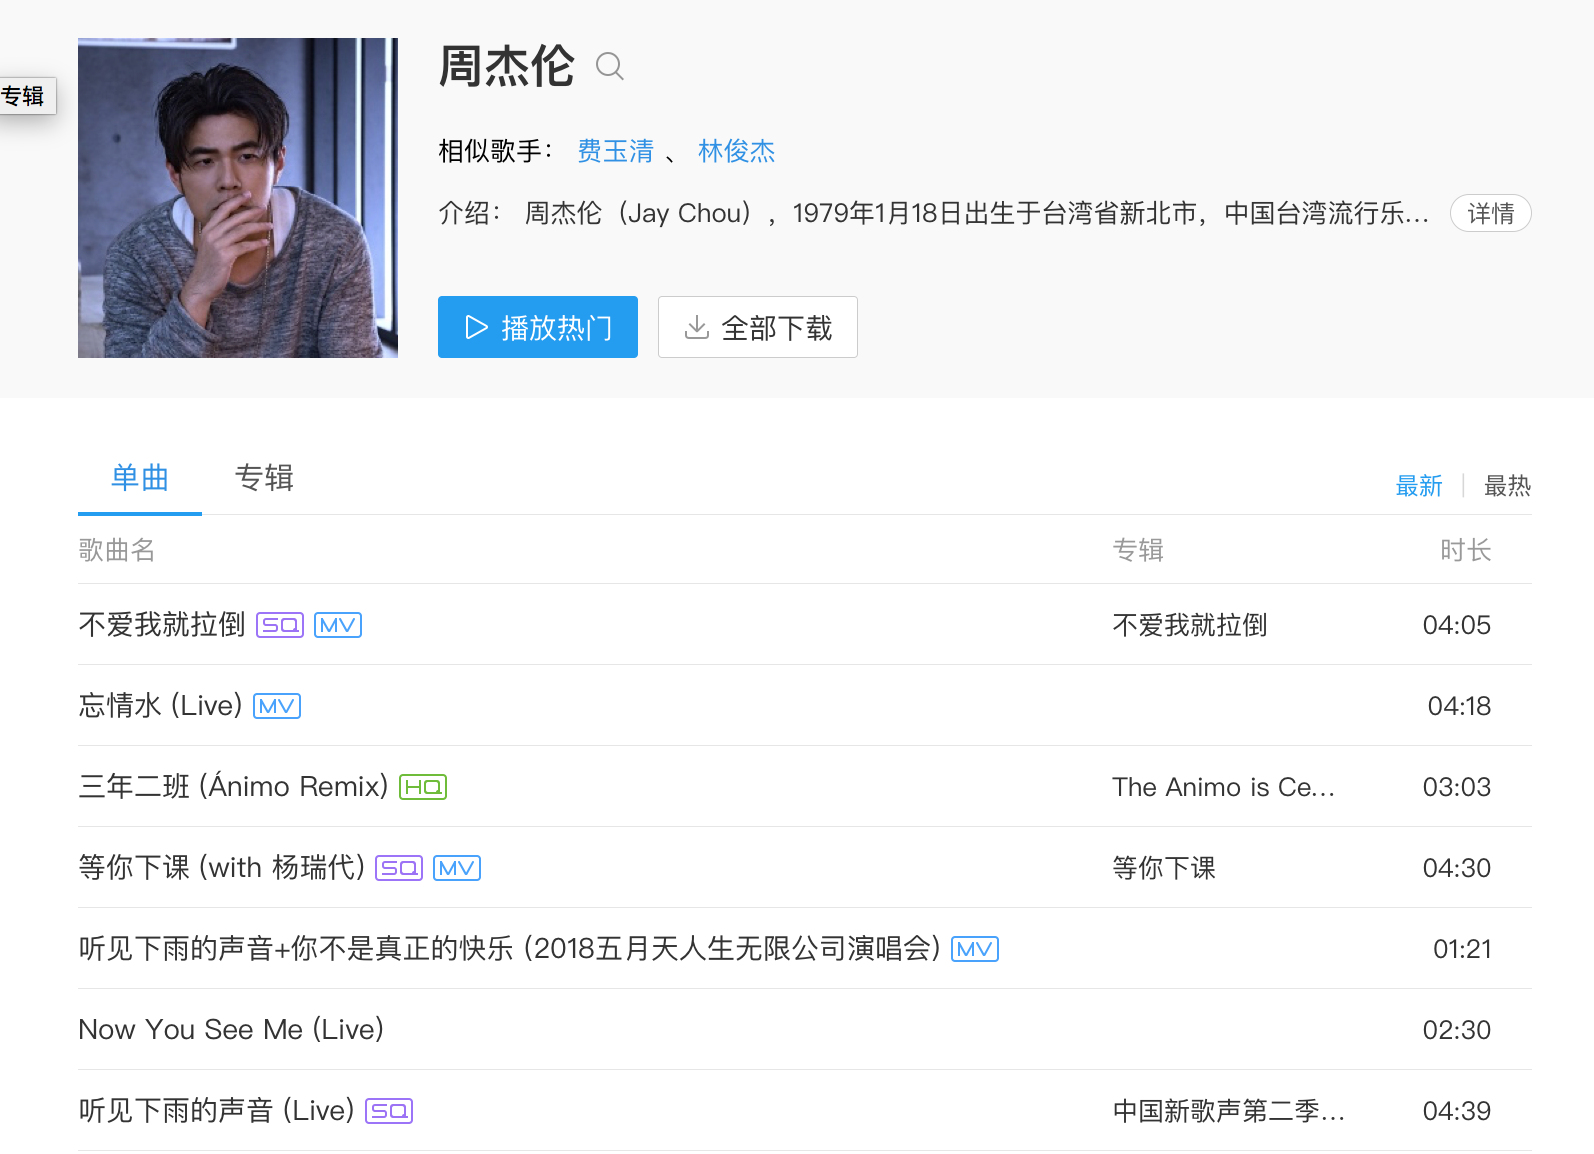 周杰伦
专辑
相似歌手： 费玉清 、 林俊杰
介绍： 周杰伦（Jay Chou），1979年1月18日出生于台湾省新北市，中国台湾流行乐... 详情
播放热门 全部下载
单曲 专辑 最新 最热
歌曲名 专辑 时长
不爱我就拉倒 SQ MV 不爱我就拉倒 04:05
忘情水 (Live) MV 04:18
三年二班 (Ánimo Remix) HQ The Animo is Ce... 03:03
等你下课 (with 杨瑞代) SQ MV 等你下课 04:30
听见下雨的声音+你不是真正的快乐 (2018五月天人生无限公司演唱会) MV 01:21
Now You See Me (Live) 02:30
听见下雨的声音 (Live) SQ 中国新歌声第二季... 04:39